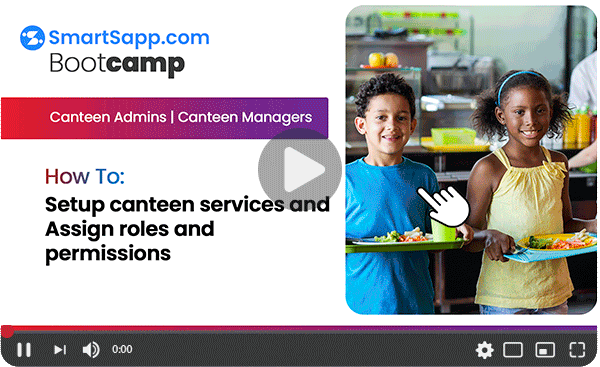 SmartSapp.com
Bootcamp
Canteen Admins | Canteen Managers
How To:
Setup canteen services and
Assign roles and
permissions
0:00